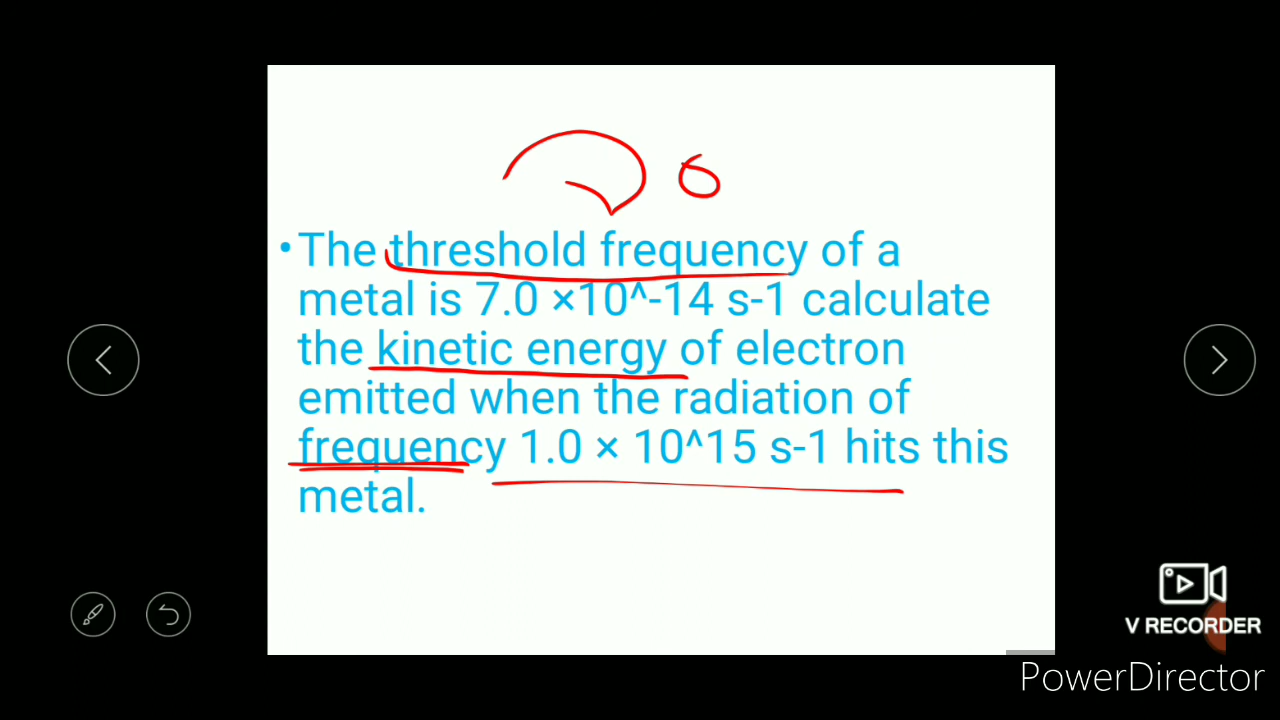 •The threshold frequency of a
metal is 7.0 ×10^-14 s-1 calculate
the kinetic energy of electron
emitted when the radiation of
frequency 1.0 × 10^15 s-1 hits this
metal.
V RECORDER
PowerDirector